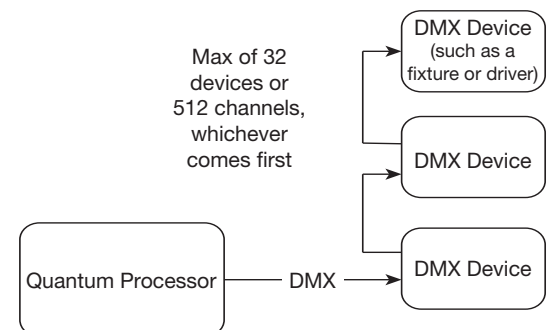 Max of 32
devices or
512 channels,
whichever
comes first
DMX Device
(such as a
fixture or driver)
DMX Device
DMX Device
Quantum Processor
DMX